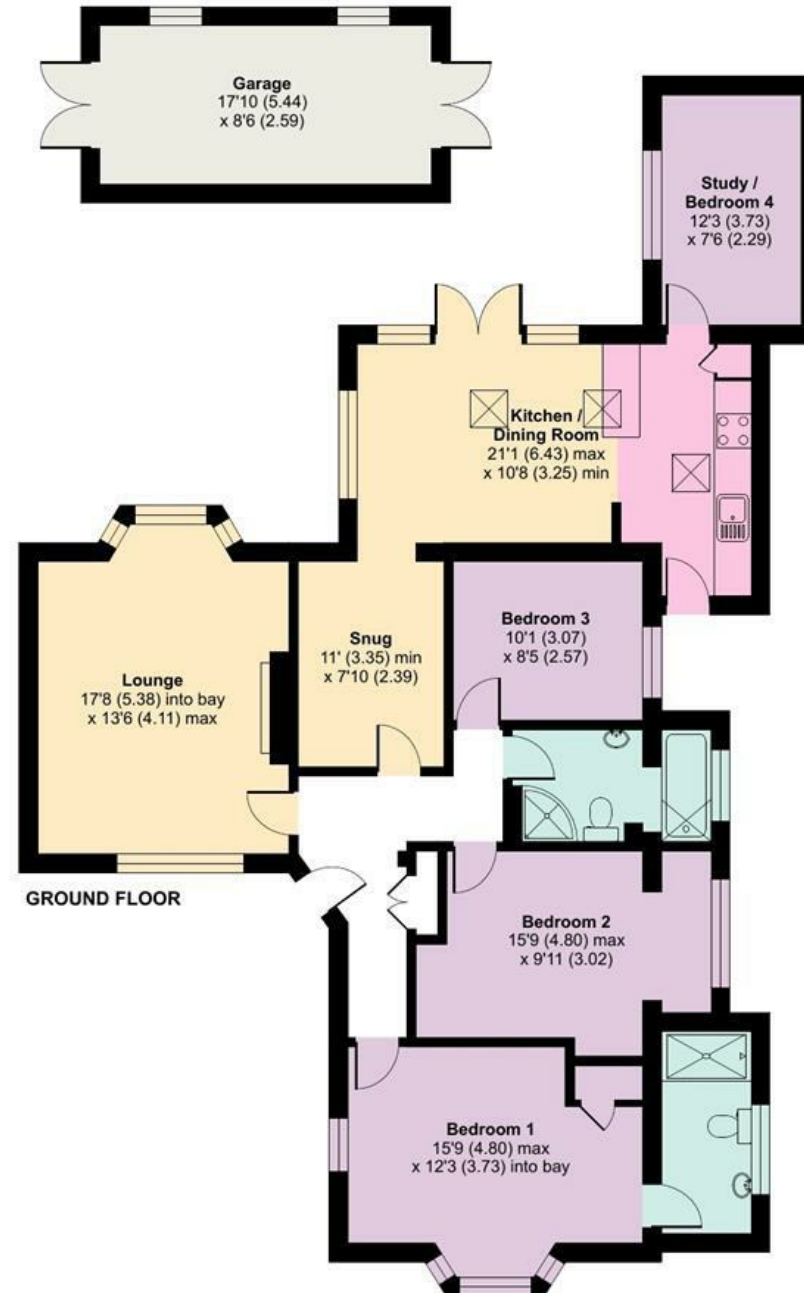 Garage
17'10 (5.44)
x 8'6 (2.59)
Study /
Bedroom 4
12'3 (3.73)
x 7'6 (2.29)
Kitchen /
Dining Room
21'1 (6.43) max
x 10'8 (3.25) min
Bedroom 3
10'1 (3.07)
x 8'5 (2.57)
Snug
11' (3.35) min
x 7'10 (2.39)
Lounge
17'8 (5.38) into bay
x 13'6 (4.11) max
GROUND FLOOR
Bedroom 2
15'9 (4.80) max
x 9'11 (3.02)
Bedroom 1
15'9 (4.80) max
x 12'3 (3.73) into bay